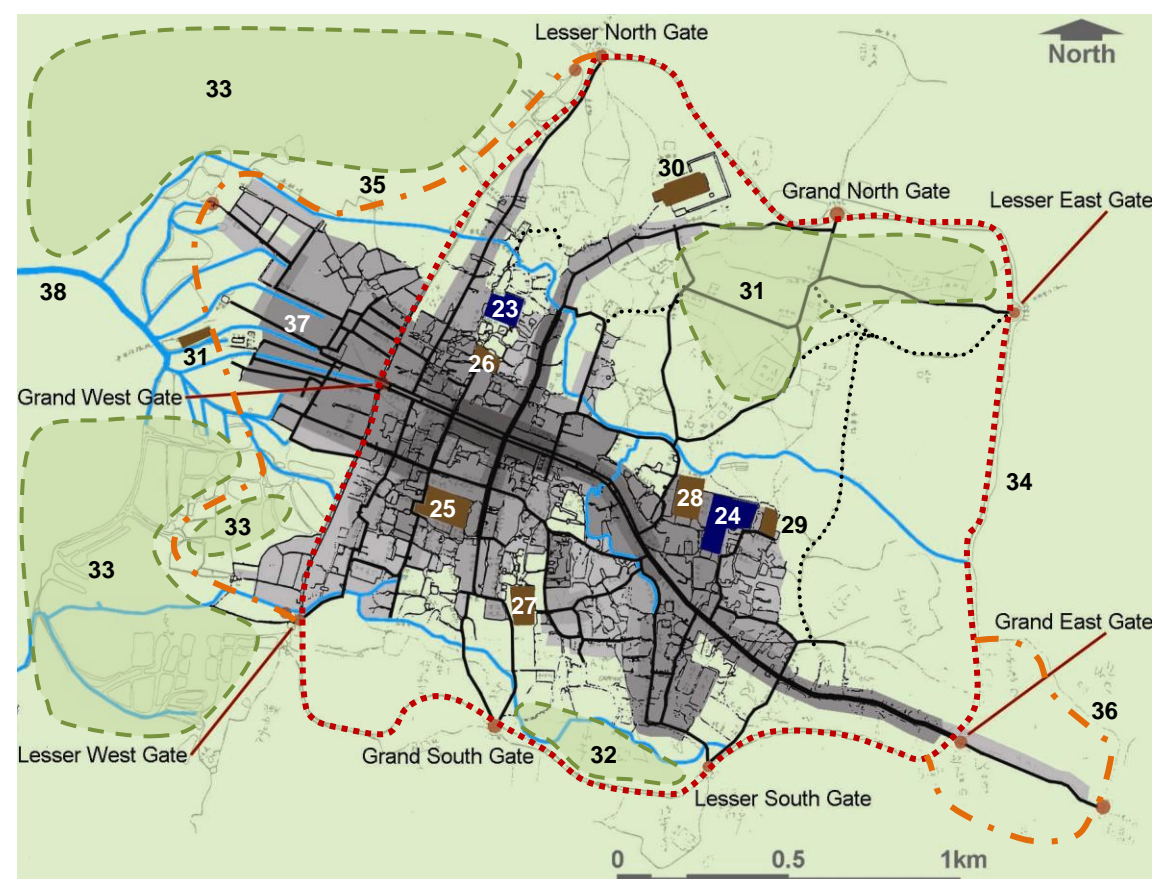 Lesser North Gate
North
33
30
35
Grand North Gate
Lesser East Gate
38
31
23
37
26
31
Grand West Gate
34
28
25
24
29
33
33
27
Grand East Gate
36
Lesser West Gate
Grand South Gate
32
Lesser South Gate
0
0.5
1km